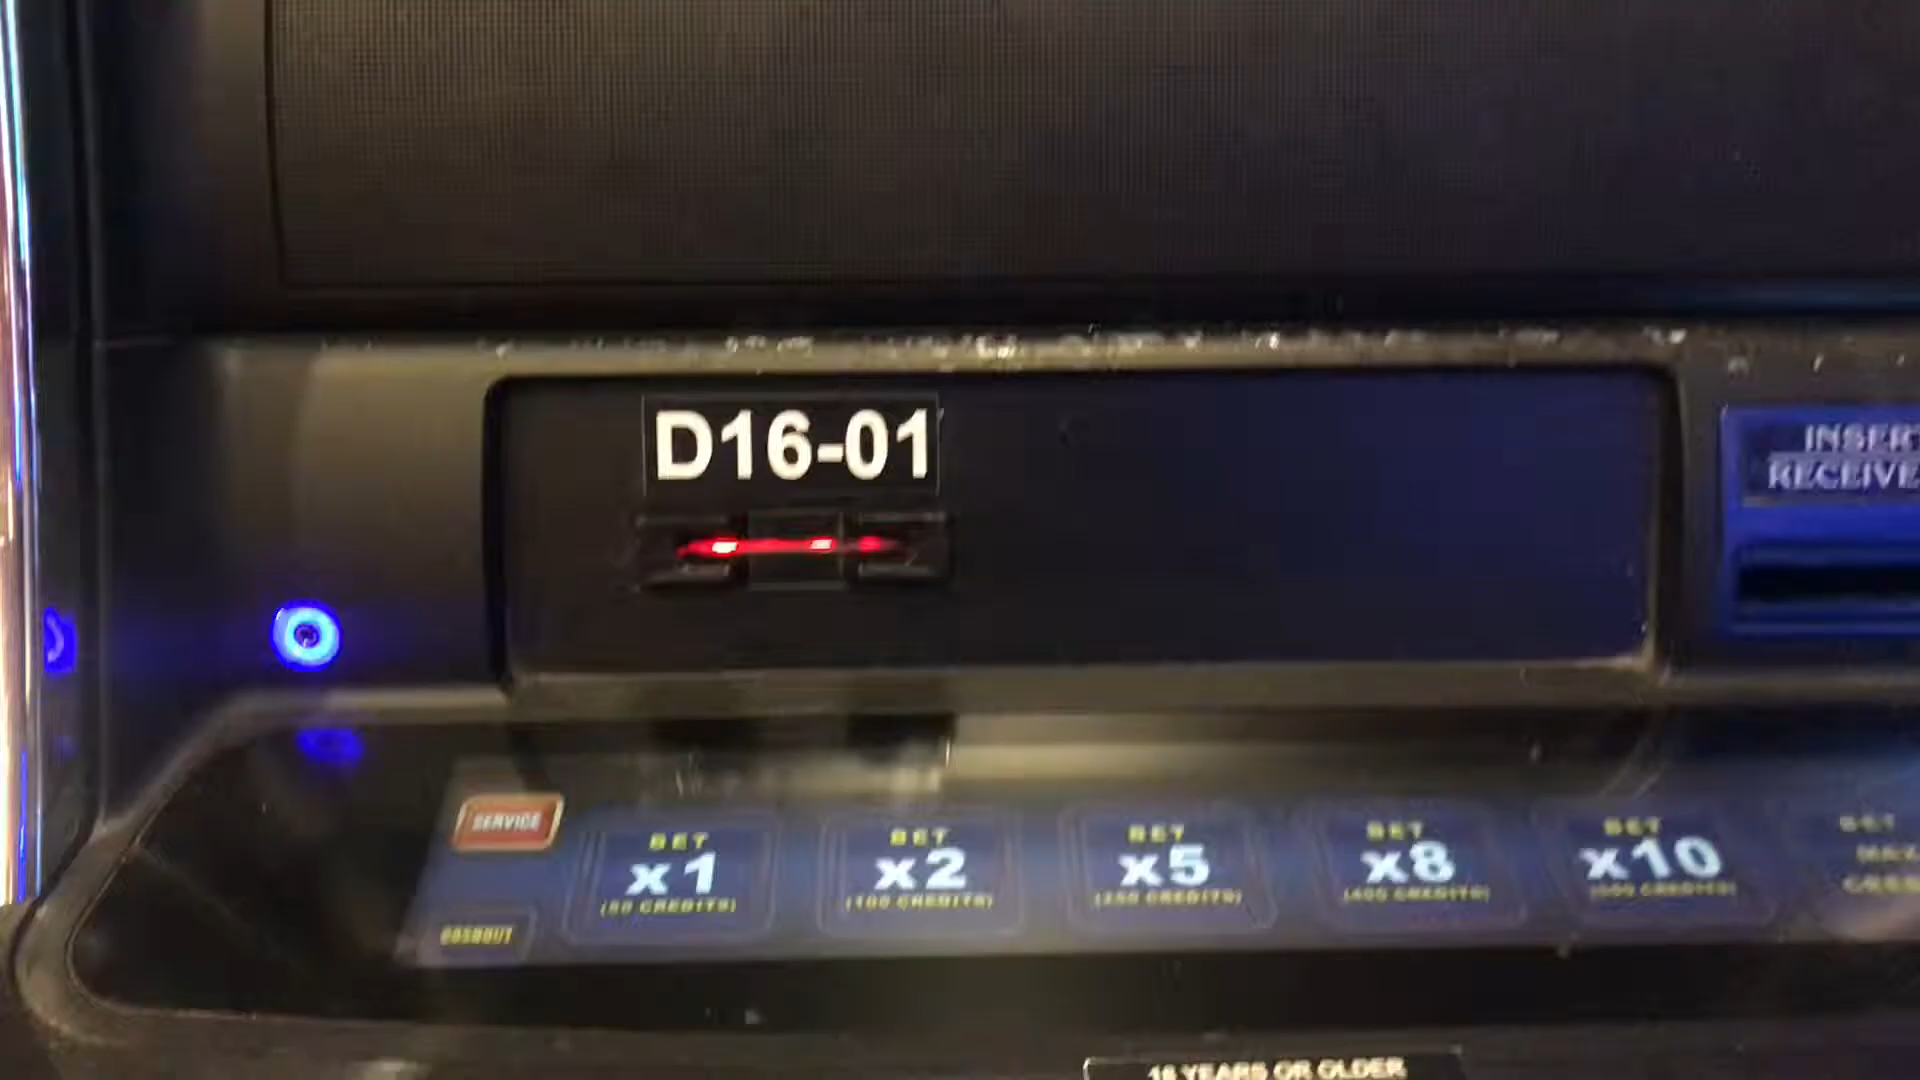 D16-01
INSERT
RECEIVE
SERVICE
BET
x1
(50 CREDITS)
BET
x2
(100 CREDITS)
BET
x5
(250 CREDITS)
BET
x8
(400 CREDITS)
BET
x10
(500 CREDITS)
BET
MAX
CASHOUT
YEARS OR OLDER